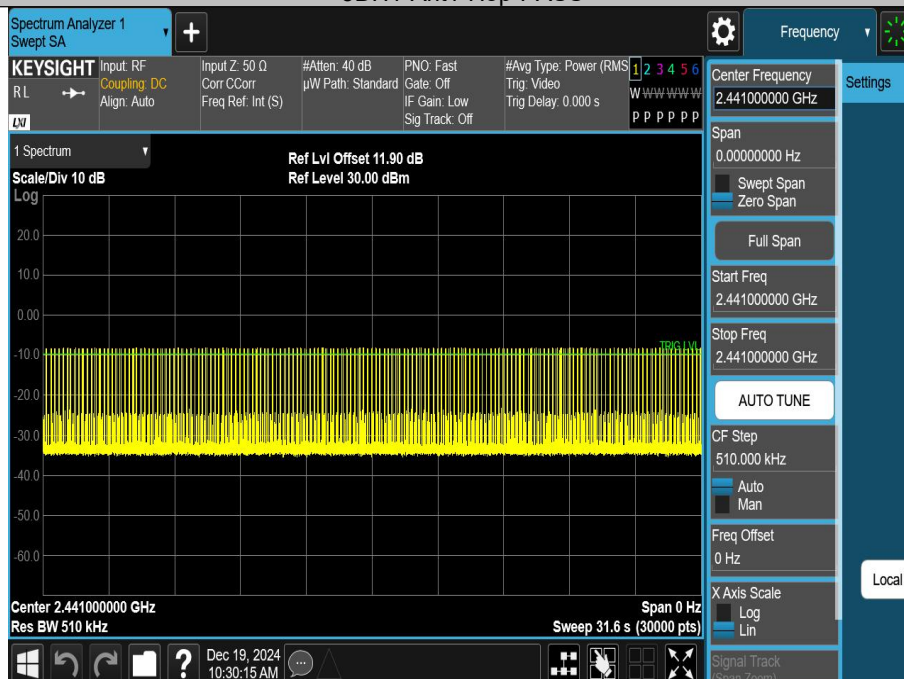 Spectrum Analyzer 1
Swept SA
+
Frequency
KEYSIGHT
RL
LXI
Input: RF
Coupling: DC
Align: Auto
Input Z: 50 Ω
Corr CCorr
Freq Ref: Int (S)
#Atten: 40 dB
µW Path: Standard
PNO: Fast
Gate: Off
IF Gain: Low
Sig Track: Off
#Avg Type: Power (RMS
Trig: Video
Trig Delay: 0.000 s
1 2 3 4 5 6
W W W W W W
P P P P P P
Center Frequency
2.441000000 GHz
Settings
Span
0.00000000 Hz
Swept Span
Zero Span
Full Span
Start Freq
2.441000000 GHz
Stop Freq
2.441000000 GHz
AUTO TUNE
CF Step
510.000 kHz
Auto
Man
Freq Offset
0 Hz
X Axis Scale
Log
Lin
Signal Track
(Span Zoom)
Local
1 Spectrum
Scale/Div 10 dB
Ref Lvl Offset 11.90 dB
Ref Level 30.00 dBm
Log
20.0
10.0
0.00
-10.0
-20.0
-30.0
-40.0
-50.0
-60.0
TRIG LVL
Center 2.441000000 GHz
Span 0 Hz
Res BW 510 kHz
Sweep 31.6 s (30000 pts)
?
Dec 19, 2024
10:30:15 AM